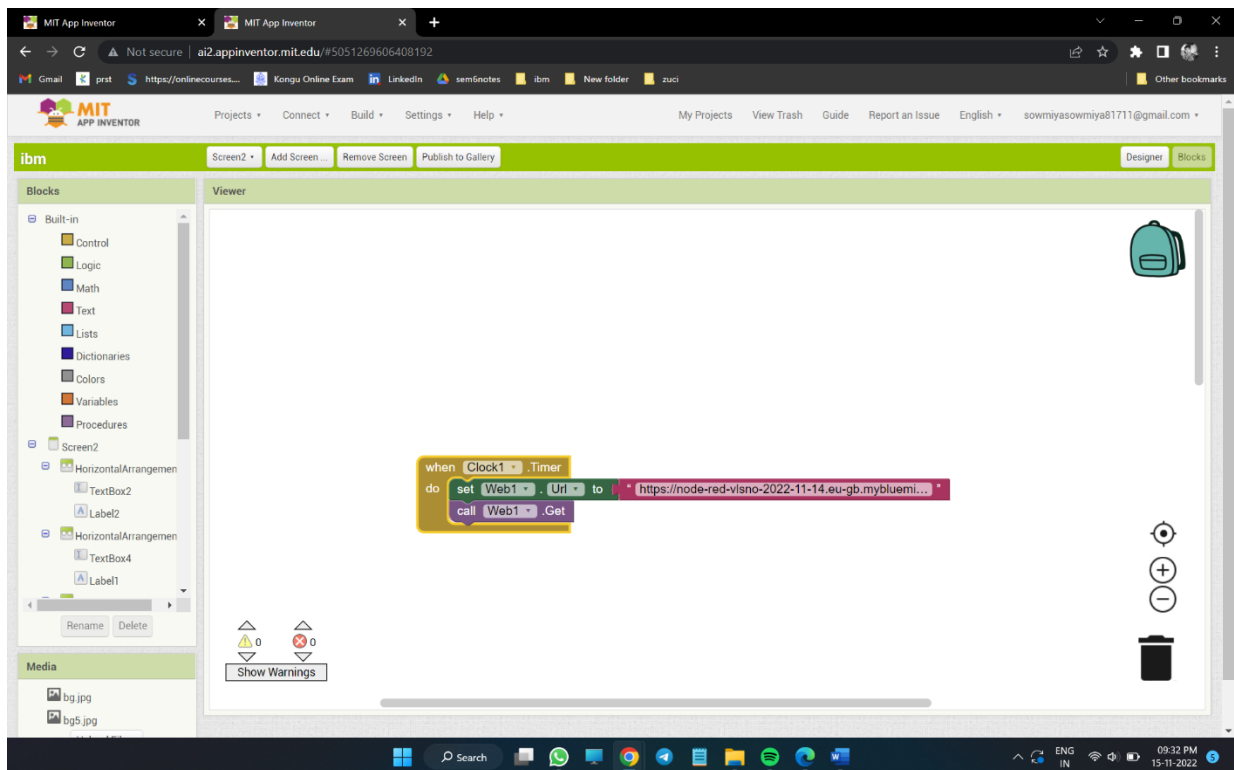 MIT App Inventor
MIT App Inventor
Not secure
ai2.appinventor.mit.edu/#5051269606408192
Gmail
prst
https://onlinecourses....
Kongu Online Exam
LinkedIn
sem6notes
ibm
New folder
zuci
Other bookmarks
MIT
APP INVENTOR
Projects
Connect
Build
Settings
Help
My Projects
View Trash
Guide
Report an Issue
English
sowmiyasowmiya81711@gmail.com
ibm
Screen2
Add Screen ...
Remove Screen
Publish to Gallery
Designer
Blocks
Blocks
Viewer
Built-in
Control
Logic
Math
Text
Lists
Dictionaries
Colors
Variables
Procedures
Screen2
HorizontalArrangemen
TextBox2
Label2
HorizontalArrangemen
TextBox4
Label1
Rename
Delete
when Clock1 .Timer
do set Web1 . Url to " https://node-red-vlsno-2022-11-14.eu-gb.mybluemi... "
call Web1 .Get
0
0
Show Warnings
Media
bg.jpg
bg5.jpg
Search
ENG
IN
09:32 PM
15-11-2022
5